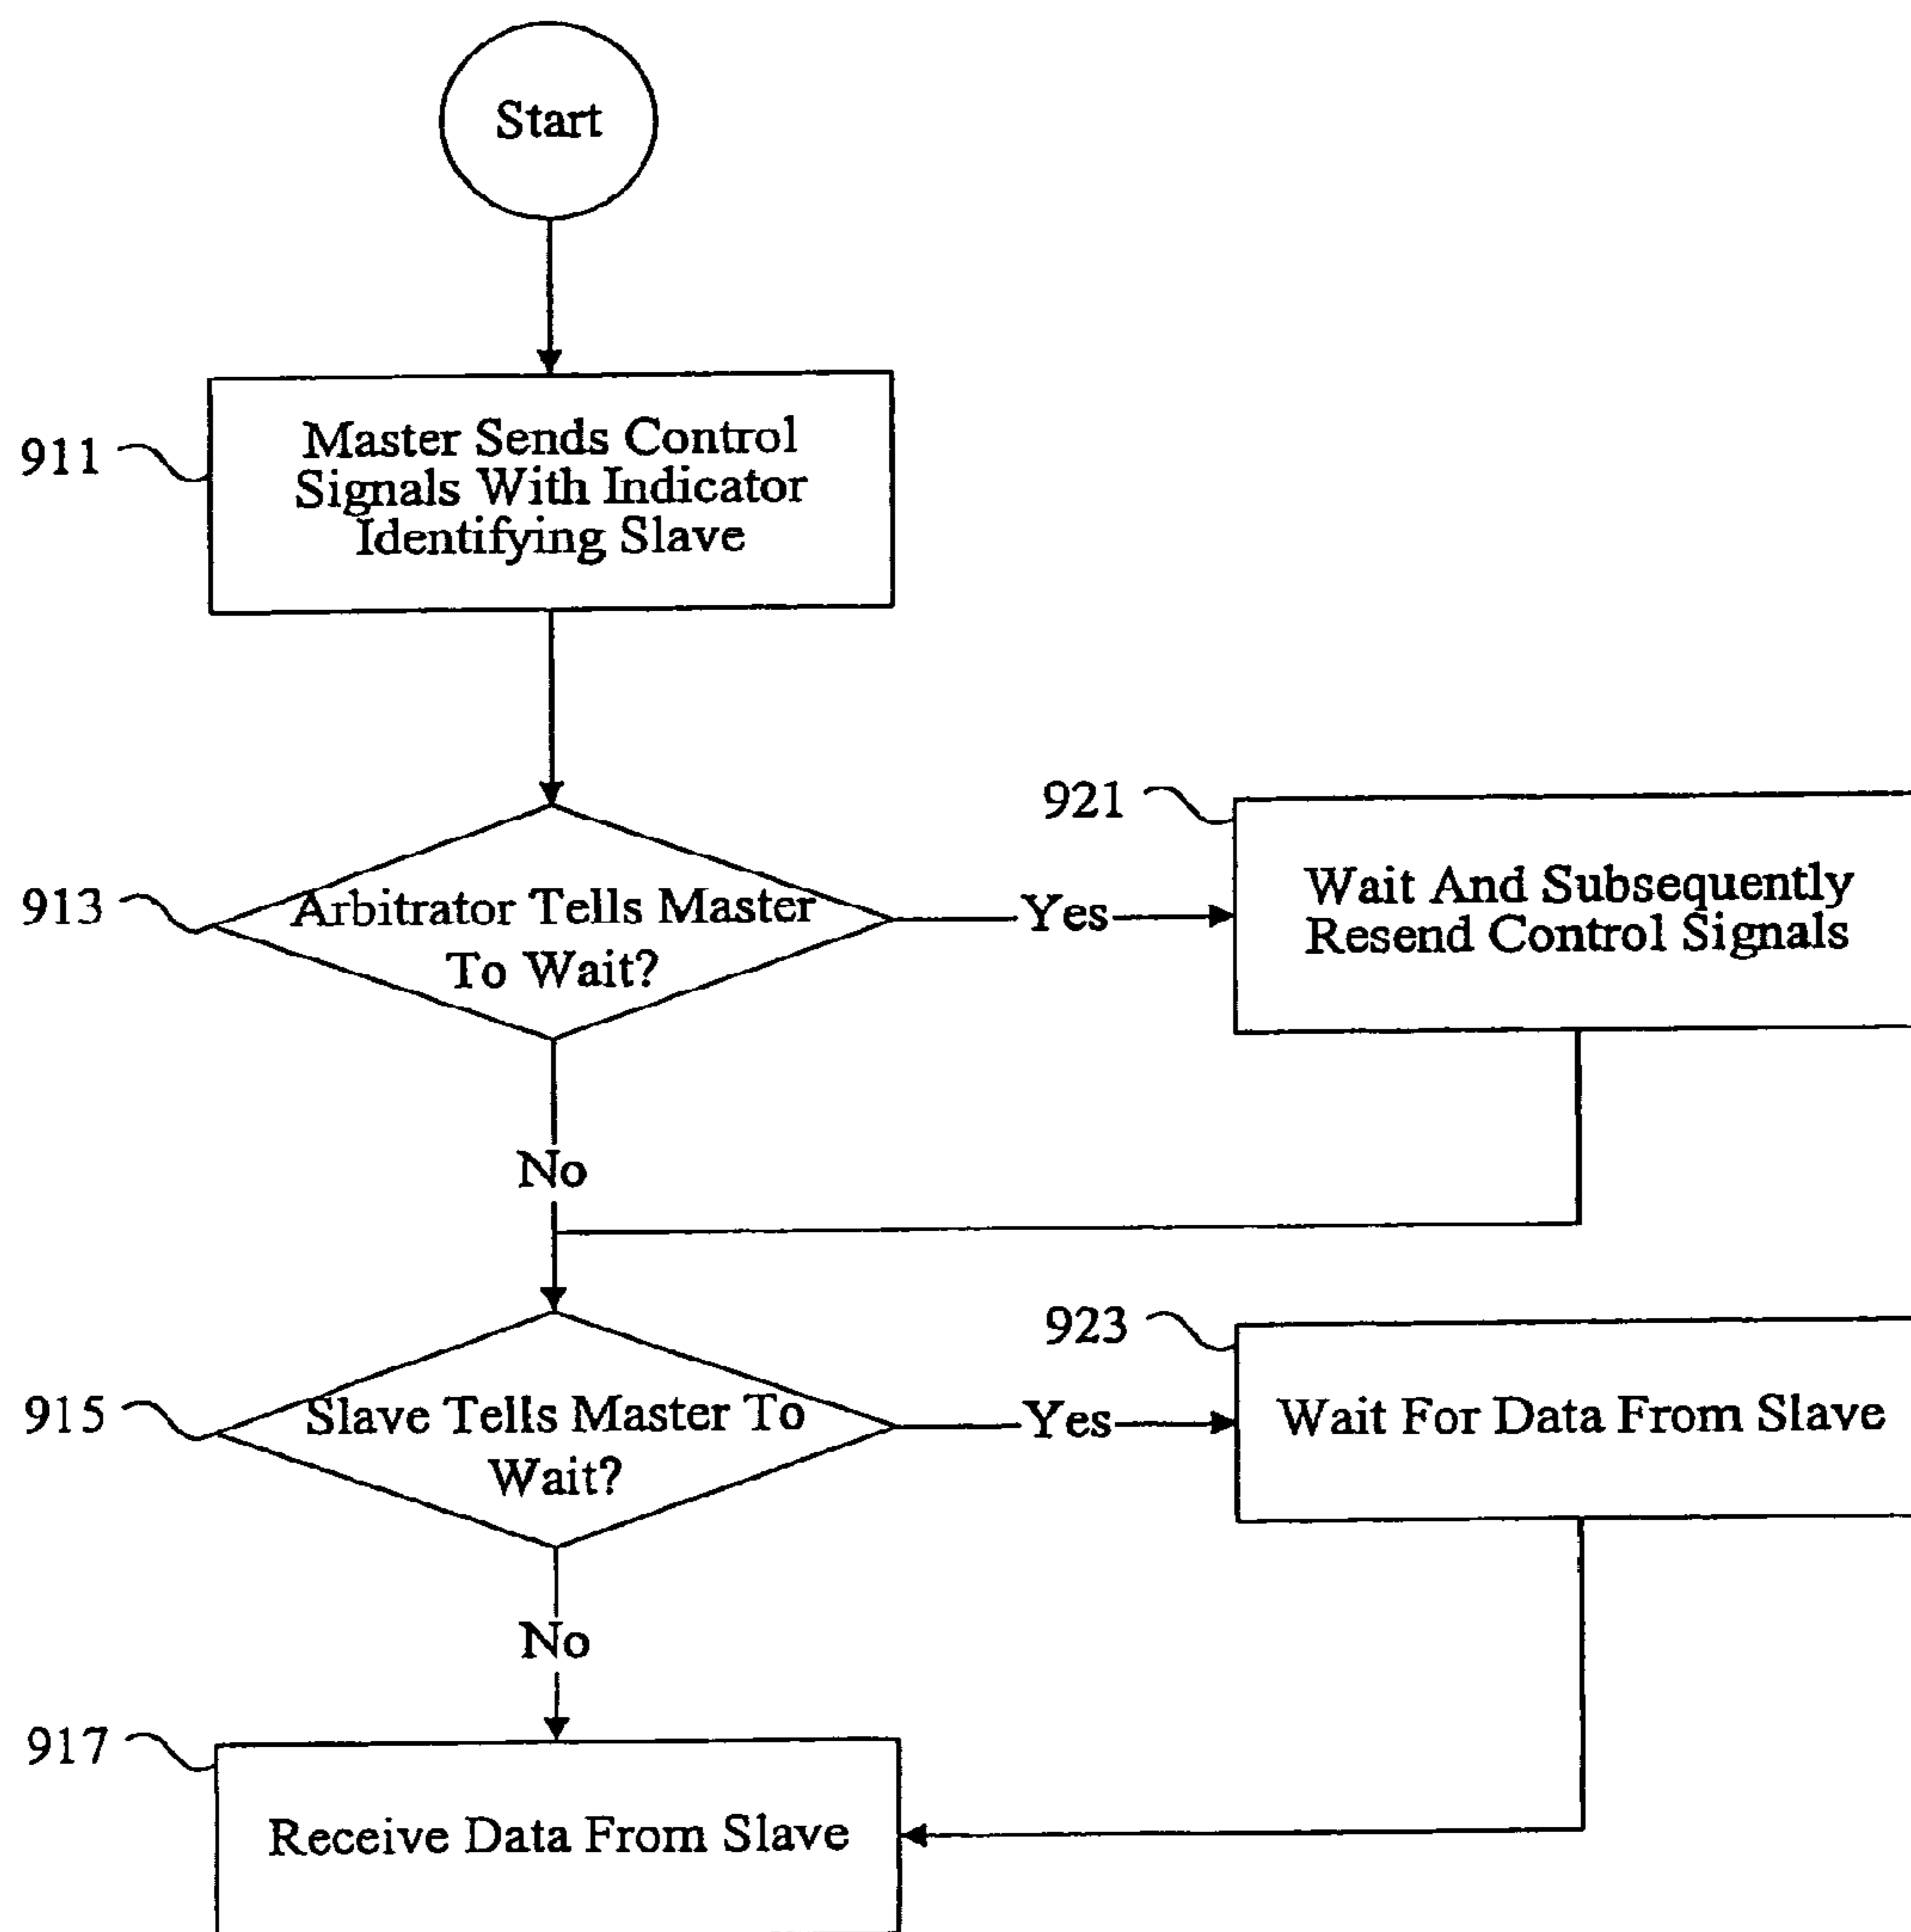 Start
911
Master Sends Control
Signals With Indicator
Identifying Slave
913
Arbitrator Tells Master
To Wait?
Yes
921
Wait And Subsequently
Resend Control Signals
No
915
Slave Tells Master To
Wait?
Yes
923
Wait For Data From Slave
No
917
Receive Data From Slave